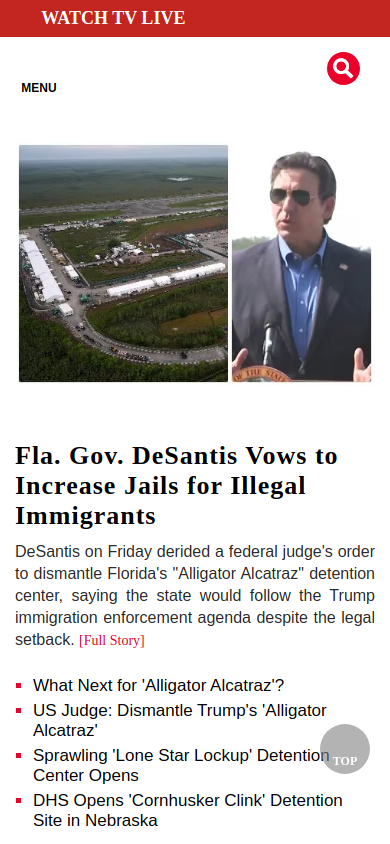 WATCH TV LIVE
MENU
OF THE STATE
Fla. Gov. DeSantis Vows to
Increase Jails for Illegal
Immigrants
DeSantis on Friday derided a federal judge's order
to dismantle Florida's "Alligator Alcatraz" detention
center, saying the state would follow the Trump
immigration enforcement agenda despite the legal
setback. [Full Story]
What Next for 'Alligator Alcatraz'?
US Judge: Dismantle Trump's 'Alligator
Alcatraz'
Sprawling 'Lone Star Lockup' Detention
Center Opens
TOP
DHS Opens 'Cornhusker Clink' Detention
Site in Nebraska